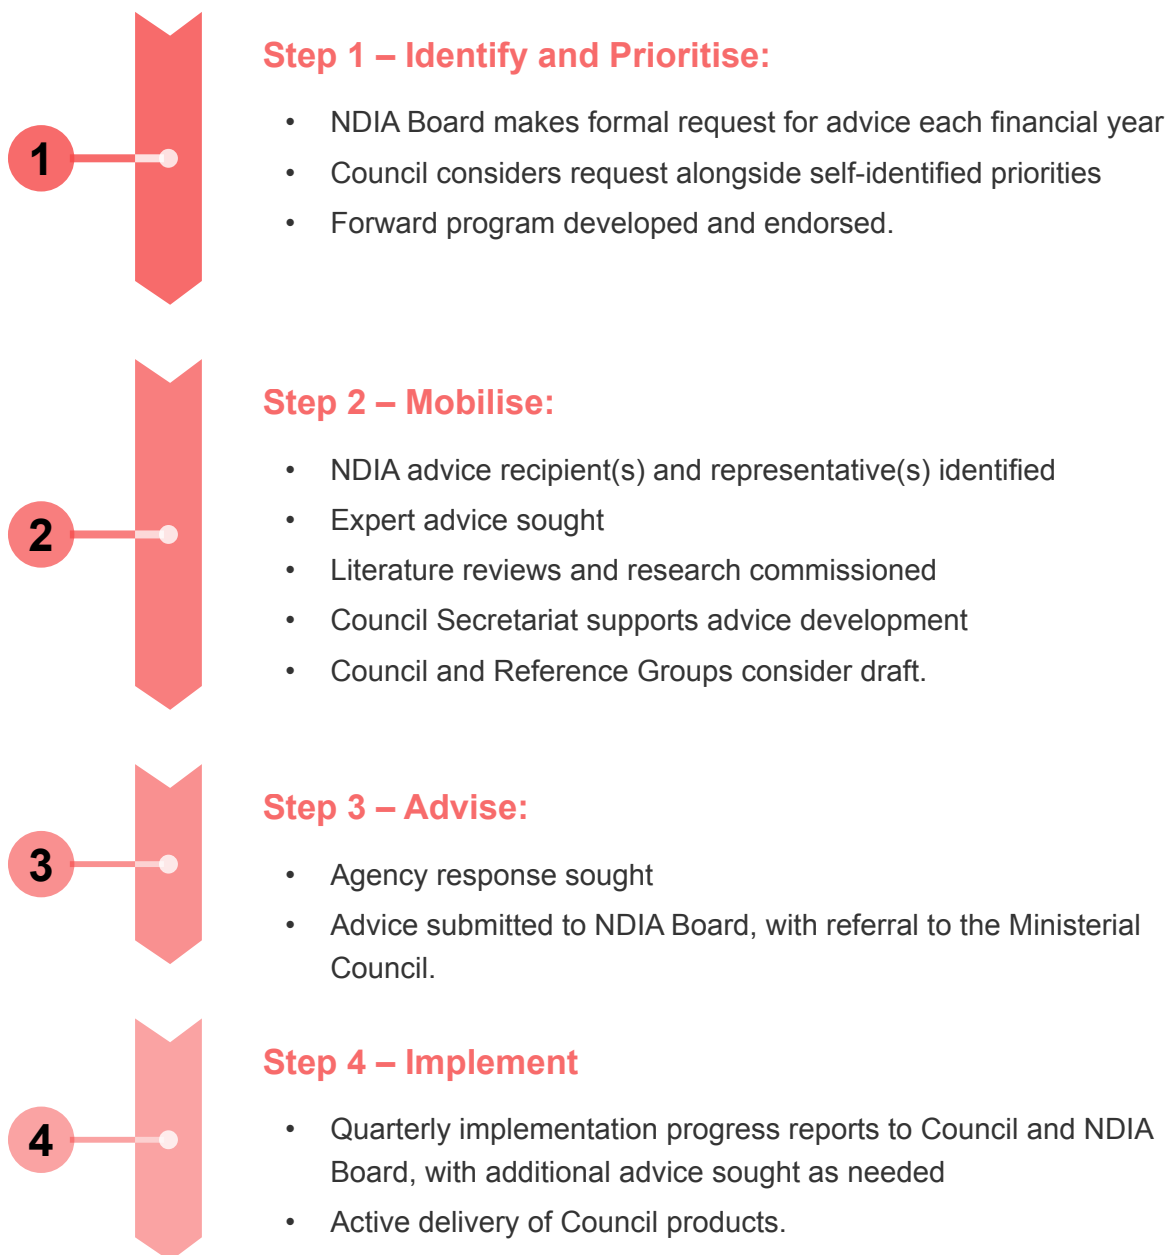 Step 1 – Identify and Prioritise:
1
• NDIA Board makes formal request for advice each financial year
• Council considers request alongside self-identified priorities
• Forward program developed and endorsed.
Step 2 – Mobilise:
2
• NDIA advice recipient(s) and representative(s) identified
• Expert advice sought
• Literature reviews and research commissioned
• Council Secretariat supports advice development
• Council and Reference Groups consider draft.
Step 3 – Advise:
3
• Agency response sought
• Advice submitted to NDIA Board, with referral to the Ministerial
Council.
Step 4 – Implement
4
• Quarterly implementation progress reports to Council and NDIA
Board, with additional advice sought as needed
• Active delivery of Council products.